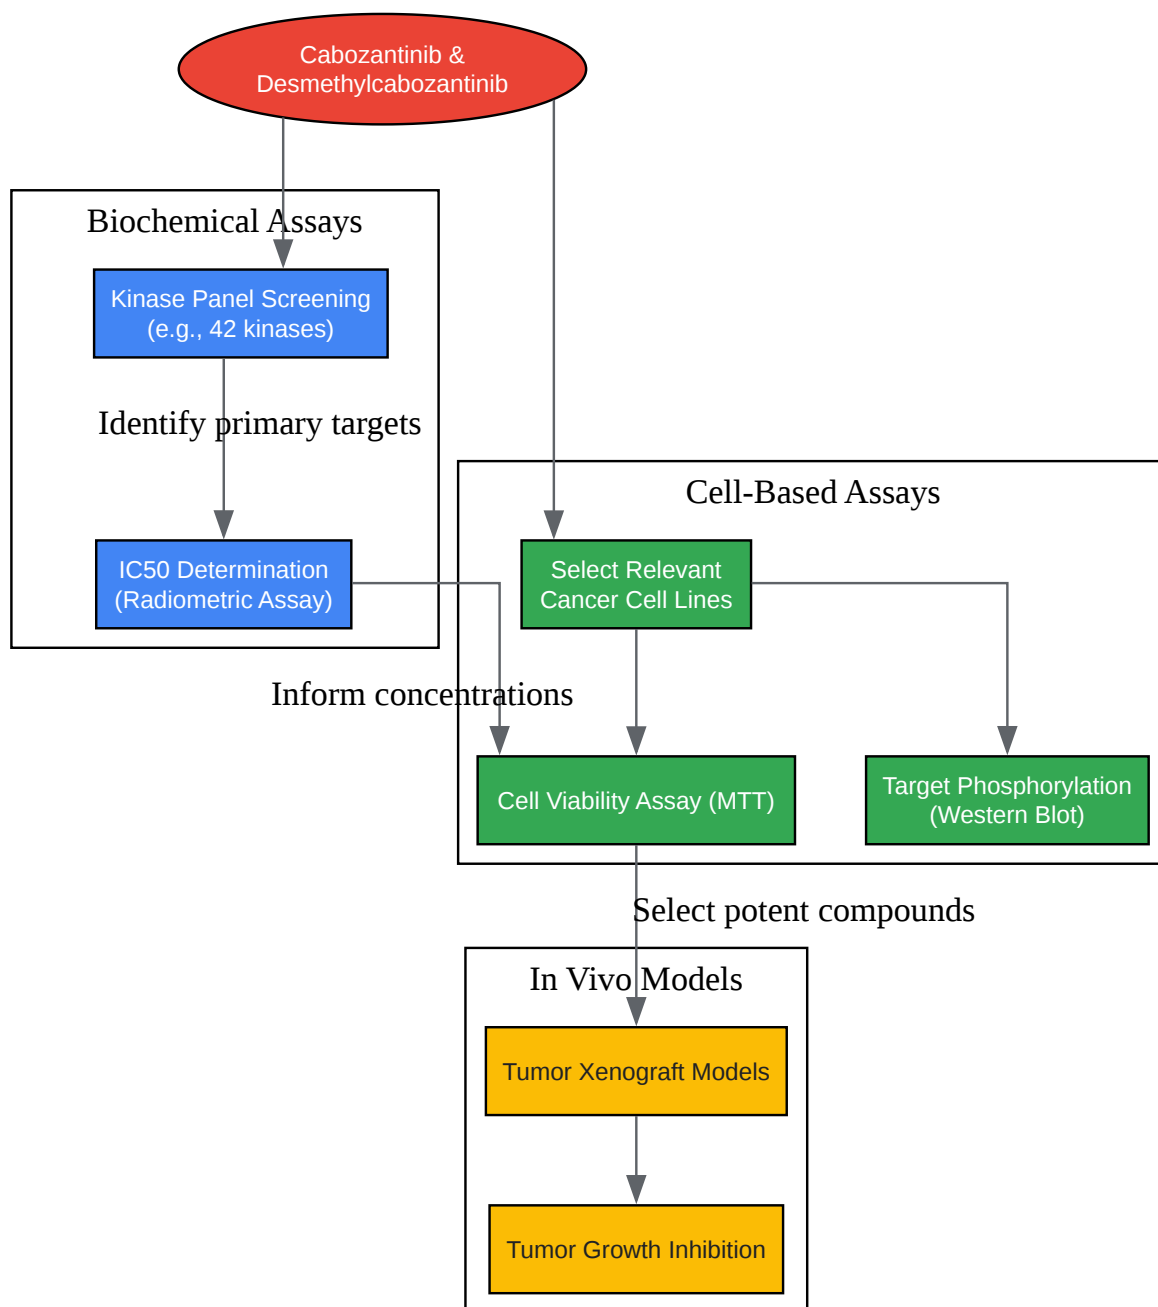 Cabozantinib &
Desmethylcabozantinib
Biochemical Assays
Kinase Panel Screening
(e.g., 42 kinases)
Identify primary targets
Cell-Based Assays
IC50 Determination
(Radiometric Assay)
Select Relevant
Cancer Cell Lines
Inform concentrations
Cell Viability Assay (MTT)
Target Phosphorylation
(Western Blot)
Select potent compounds
In Vivo Models
Tumor Xenograft Models
Tumor Growth Inhibition